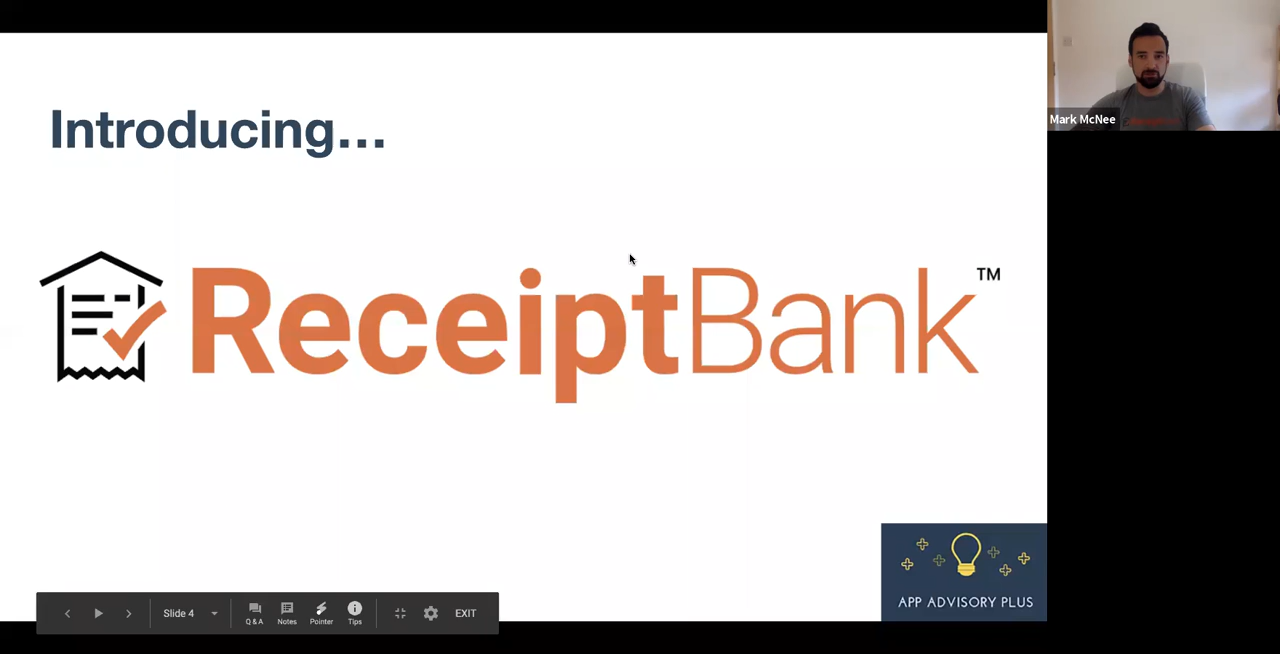 Introducing...
ReceiptBank™
Mark McNee
APP ADVISORY PLUS
Slide 4
Q & A
Notes
Pointer
Tips
EXIT